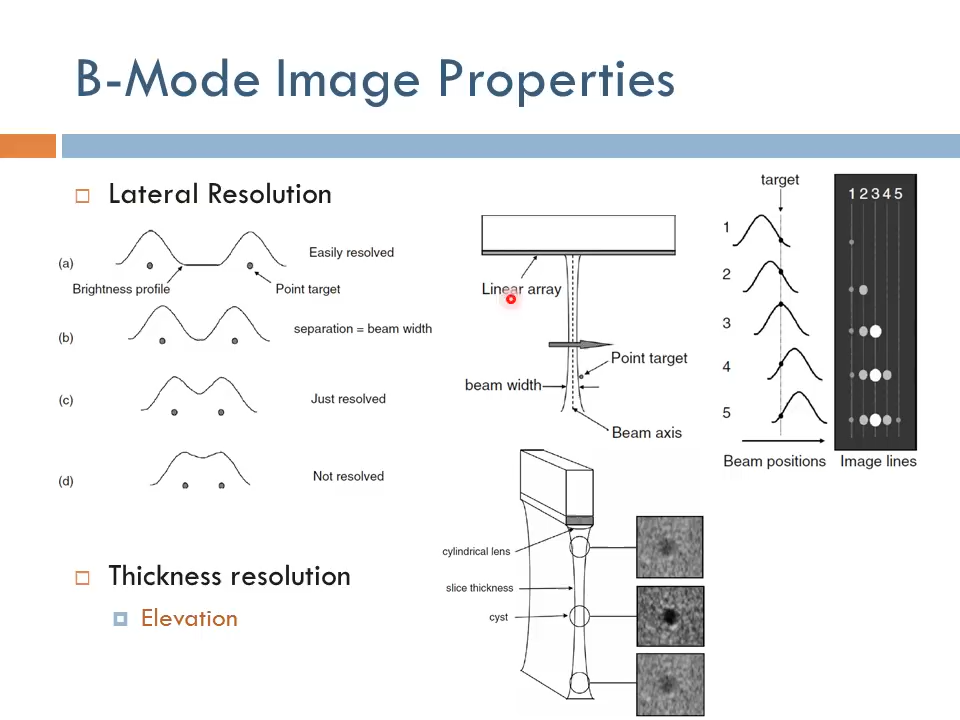 B-Mode Image Properties
Lateral Resolution
(a)
Easily resolved
Brightness profile
Point target
(b)
separation = beam width
(c)
Just resolved
(d)
Not resolved
Linear array
Point target
beam width
Beam axis
target
1
2
3
4
5
Beam positions
1 2 3 4 5
Image lines
Thickness resolution
Elevation
cylindrical lens
slice thickness
cyst